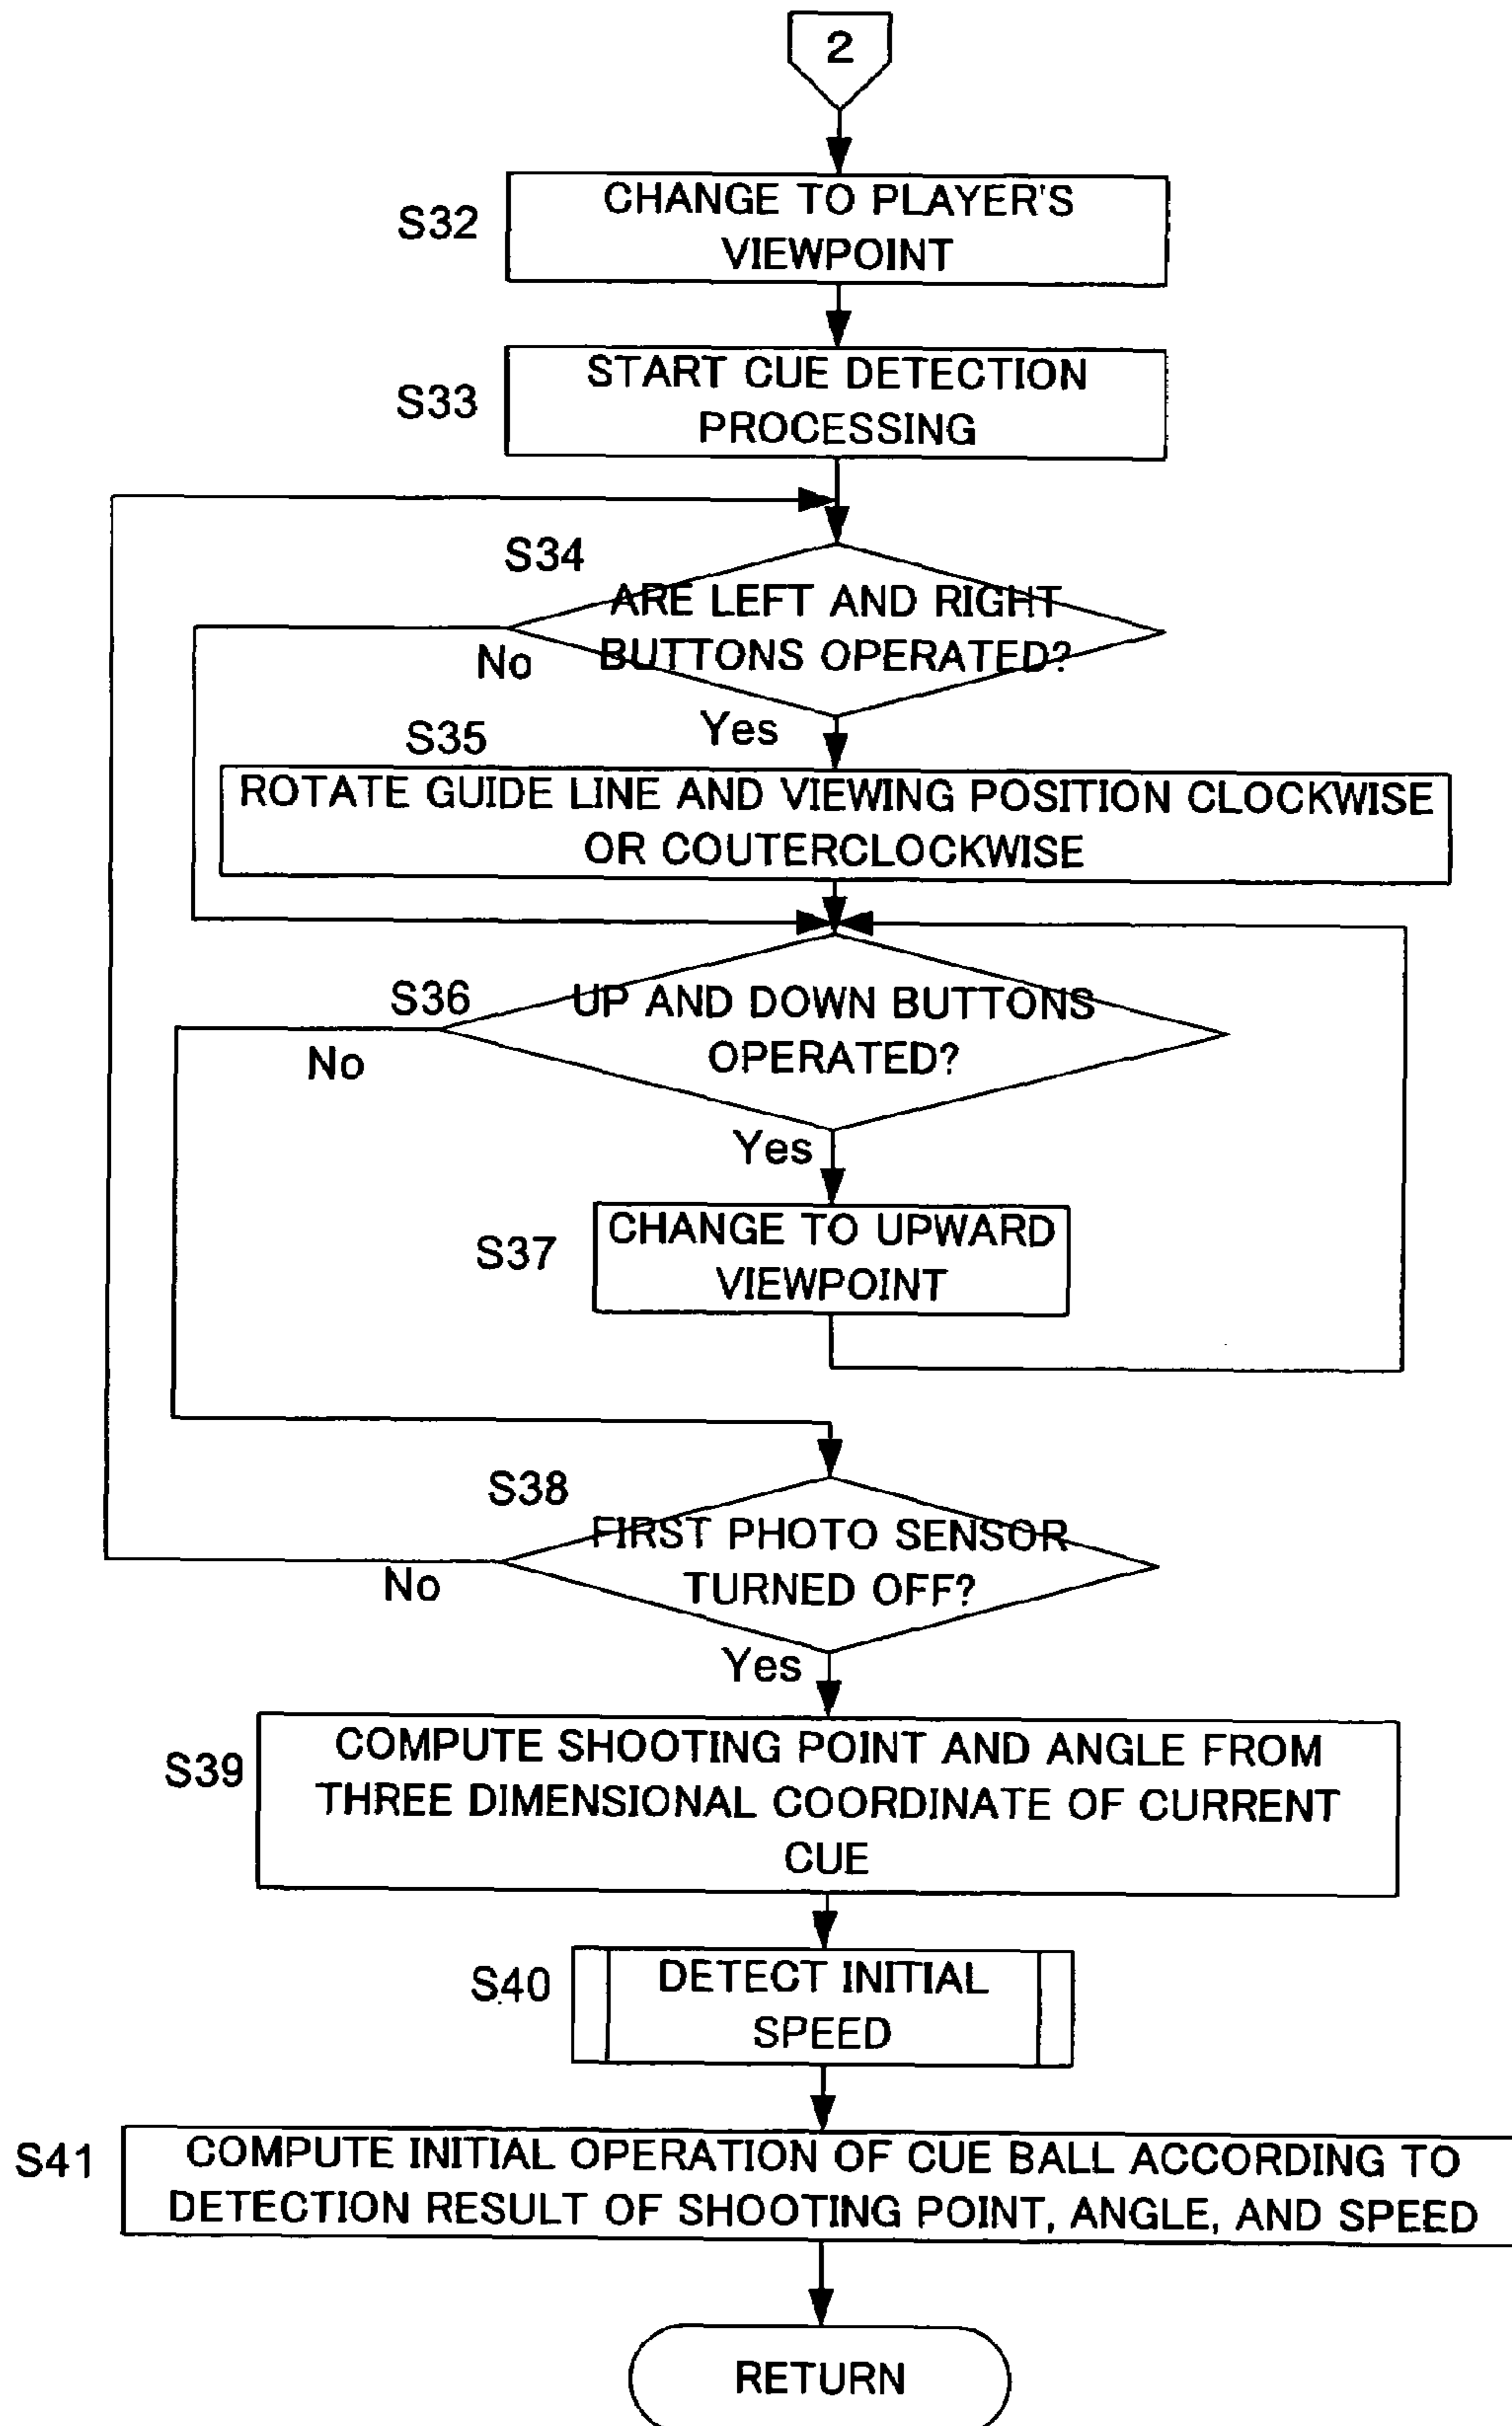 2
S32
CHANGE TO PLAYER'S
VIEWPOINT
S33
START CUE DETECTION
PROCESSING
S34
ARE LEFT AND RIGHT
BUTTONS OPERATED?
No
Yes
S35
ROTATE GUIDE LINE AND VIEWING POSITION CLOCKWISE
OR COUTERCLOCKWISE
S36
UP AND DOWN BUTTONS
OPERATED?
No
Yes
S37
CHANGE TO UPWARD
VIEWPOINT
S38
FIRST PHOTO SENSOR
TURNED OFF?
No
Yes
S39
COMPUTE SHOOTING POINT AND ANGLE FROM
THREE DIMENSIONAL COORDINATE OF CURRENT
CUE
S40
DETECT INITIAL
SPEED
S41
COMPUTE INITIAL OPERATION OF CUE BALL ACCORDING TO
DETECTION RESULT OF SHOOTING POINT, ANGLE, AND SPEED
RETURN